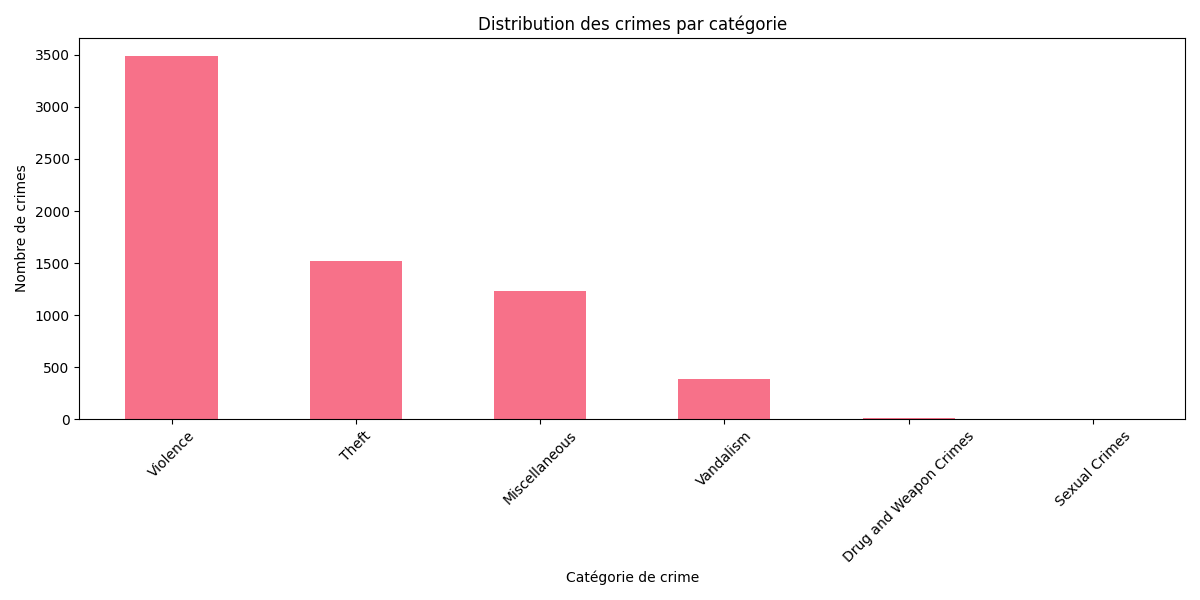 Distribution des crimes par catégorie
Nombre de crimes
3500
3000
2500
2000
1500
1000
500
0
Violence
Theft
Miscellaneous
Vandalism
Drug and Weapon Crimes
Sexual Crimes
Catégorie de crime